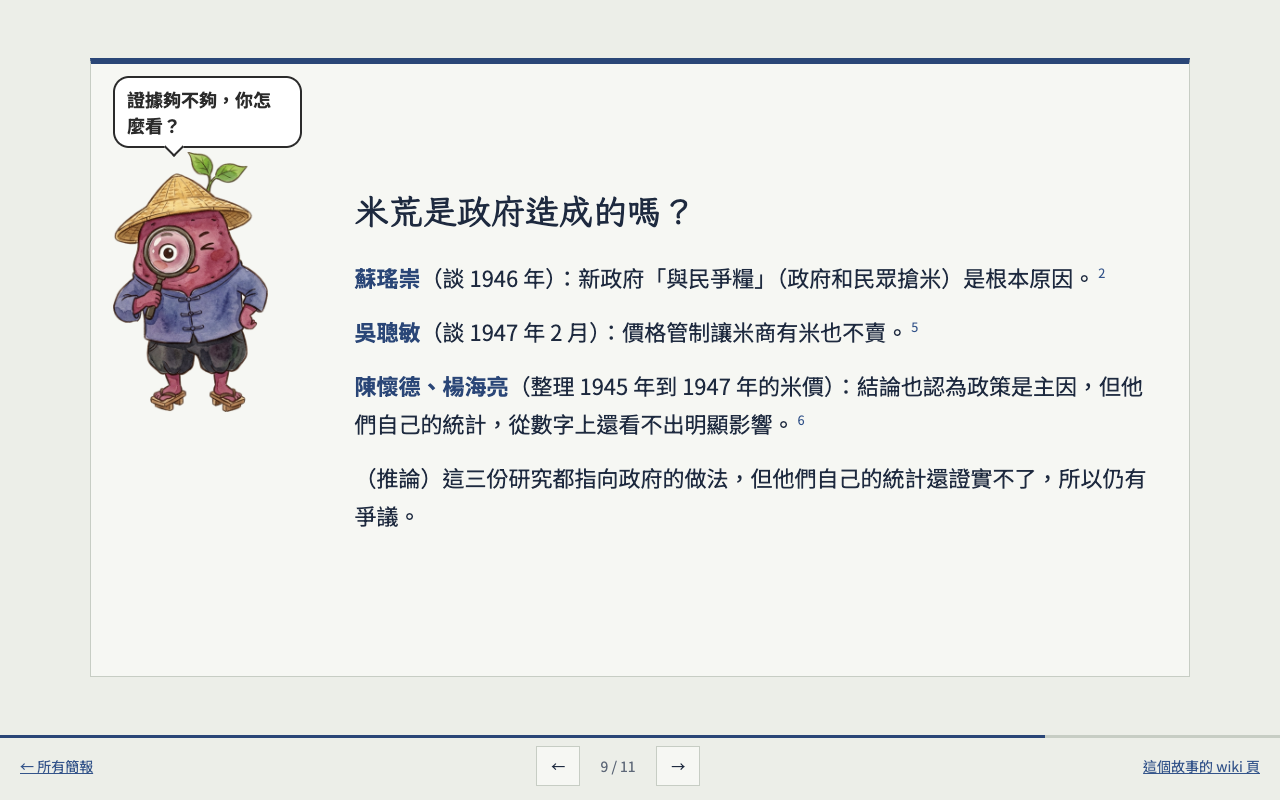 證據夠不夠，你怎
麼看？
米荒是政府造成的嗎？
蘇瑤崇（談 1946 年）：新政府「與民爭糧」（政府和民眾搶米）是根本原因。2
吳聰敏（談 1947 年 2 月）：價格管制讓米商有米也不賣。5
陳懷德、楊海亮（整理 1945 年到 1947 年的米價）：結論也認為政策是主因，但他
們自己的統計，從數字上還看不出明顯影響。6
（推論）這三份研究都指向政府的做法，但他們自己的統計還證實不了，所以仍有
爭議。
← 所有簡報
←
9 / 11
→
這個故事的 wiki 頁